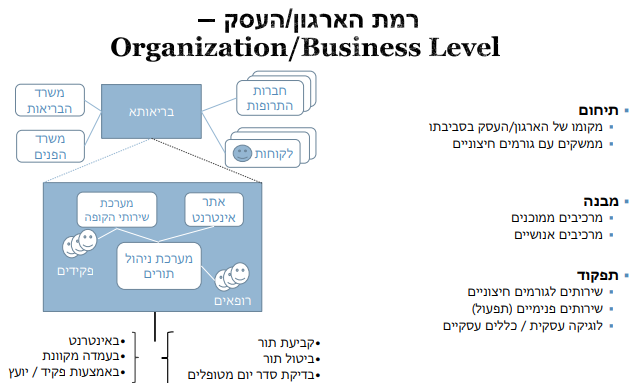 רמת הארגון/העסק –
Organization/Business Level
משרד
הבריאות
משרד
הפנים
בריאותא
חברות
התרופות
לקוחות
מערכת
שירותי הקופה
אתר
אינטרנט
מערכת ניהול
תורים
פקידים
רופאים
•קביעת תור
•ביטול תור
•בדיקת סדר יום מטופלים
•באינטרנט
•בעמדה מקוונת
•באמצעות פקיד / יועץ
▪ תיחום
▪ מקומו של הארגון/העסק בסביבתו
▪ ממשקים עם גורמים חיצוניים
▪ מבנה
▪ מרכיבים ממוכנים
▪ מרכיבים אנושיים
▪ תפקוד
▪ שירותים לגורמים חיצוניים
▪ שירותים פנימיים (תפעול)
▪ לוגיקה עסקית / כללים עסקיים